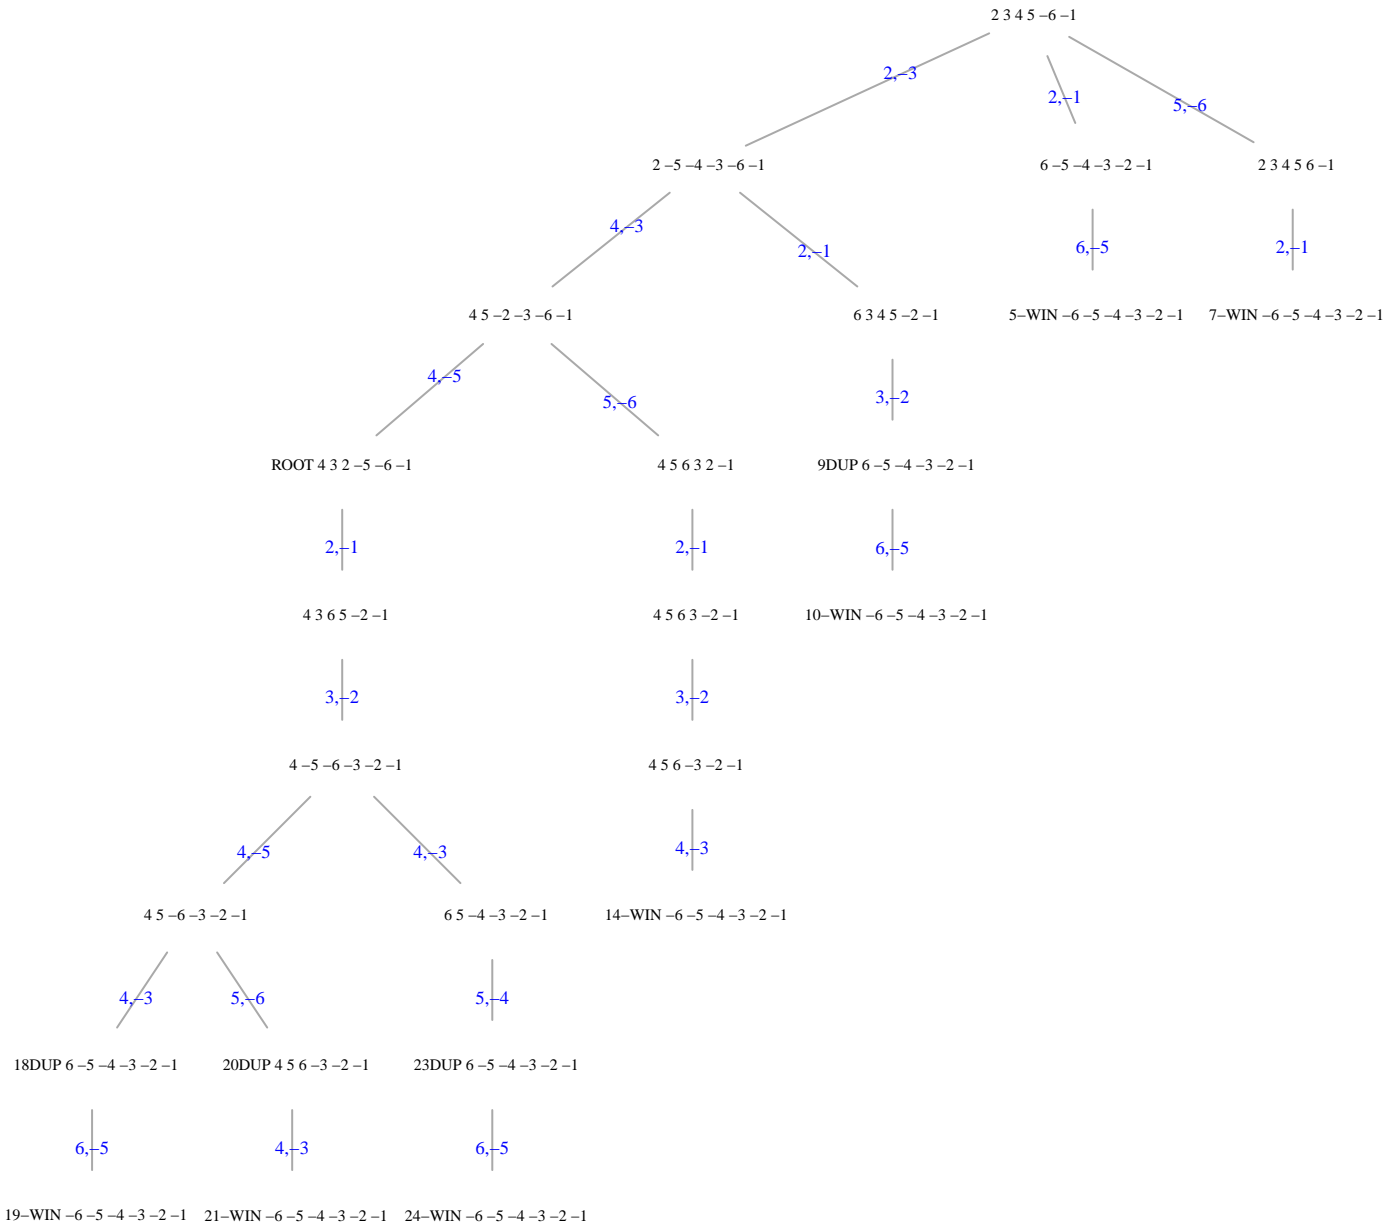 2 3 4 5 –6 –1
2,–3
2,–1
5,–6
2 –5 –4 –3 –6 –1
6 –5 –4 –3 –2 –1
2 3 4 5 6 –1
4,–3
2,–1
6,–5
2,–1
4 5 –2 –3 –6 –1
6 3 4 5 –2 –1
5–WIN –6 –5 –4 –3 –2 –1
7–WIN –6 –5 –4 –3 –2 –1
4,–5
5,–6
3,–2
ROOT 4 3 2 –5 –6 –1
4 5 6 3 2 –1
9DUP 6 –5 –4 –3 –2 –1
2,–1
2,–1
6,–5
4 3 6 5 –2 –1
4 5 6 3 –2 –1
10–WIN –6 –5 –4 –3 –2 –1
3,–2
3,–2
4 –5 –6 –3 –2 –1
4 5 6 –3 –2 –1
4,–5
4,–3
4,–3
4 5 –6 –3 –2 –1
6 5 –4 –3 –2 –1
14–WIN –6 –5 –4 –3 –2 –1
4,–3
5,–6
5,–4
18DUP 6 –5 –4 –3 –2 –1
20DUP 4 5 6 –3 –2 –1
23DUP 6 –5 –4 –3 –2 –1
6,–5
4,–3
6,–5
19–WIN –6 –5 –4 –3 –2 –1
21–WIN –6 –5 –4 –3 –2 –1
24–WIN –6 –5 –4 –3 –2 –1